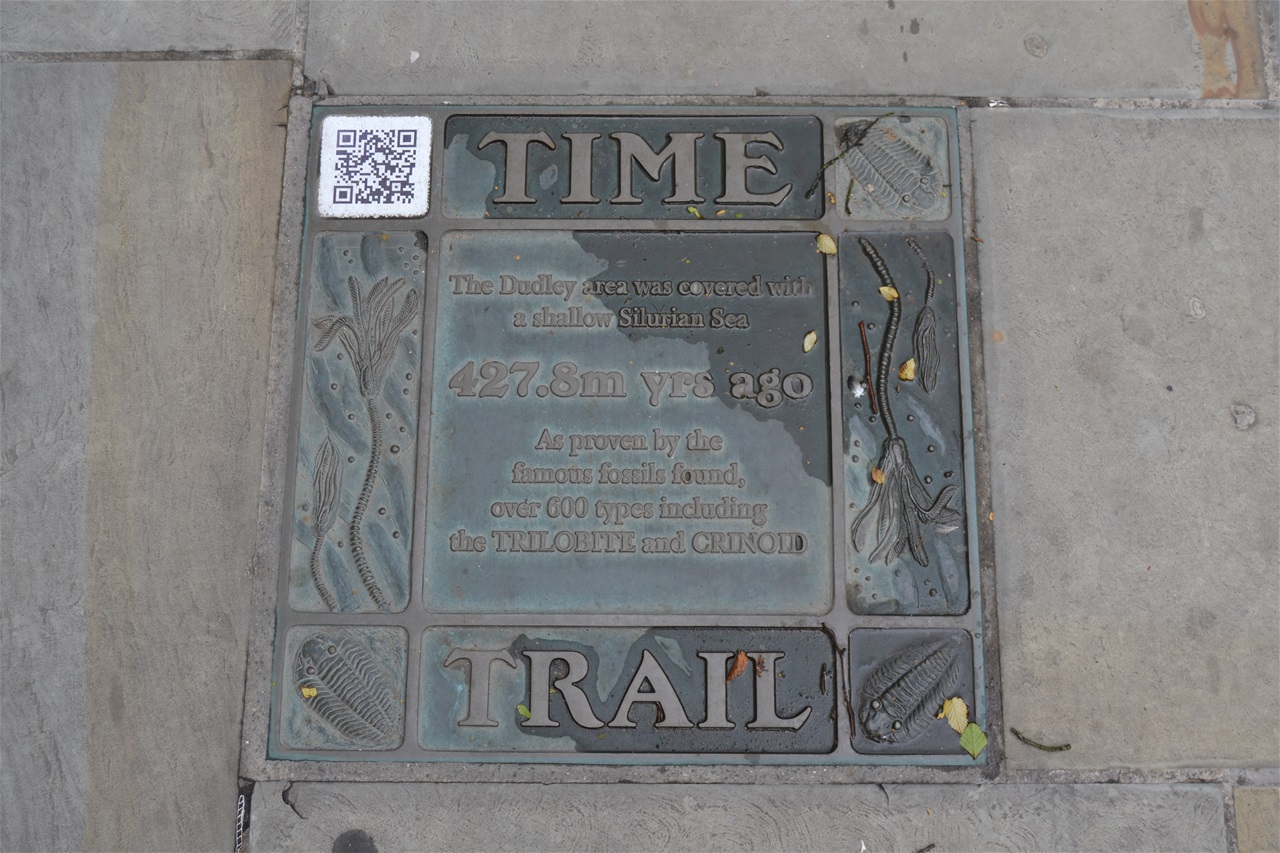 TIME
The Dudley area was covered with
a shallow Silurian Sea
427.8m yrs ago
As proven by the
famous fossils found,
over 600 types including
the TRILOBITE and CRINOID
TRAIL